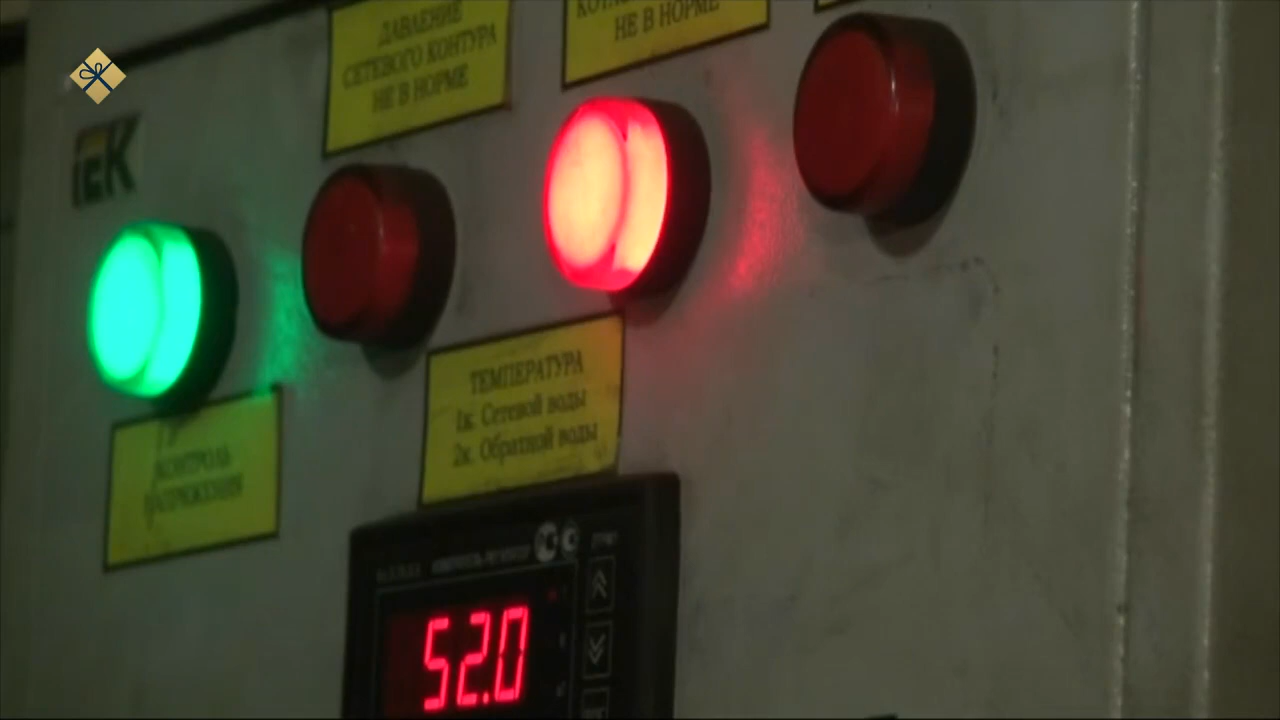 ДАВЛЕНИЕ
СЕТЕВОГО КОНТУРА
НЕ В НОРМЕ
НЕ В НОРМЕ
IEK
ТЕМПЕРАТУРА
1к. Сетевой воды
2к. Обратной воды
КОНТРОЛЬ
НАПРЯЖЕНИЯ
52.0